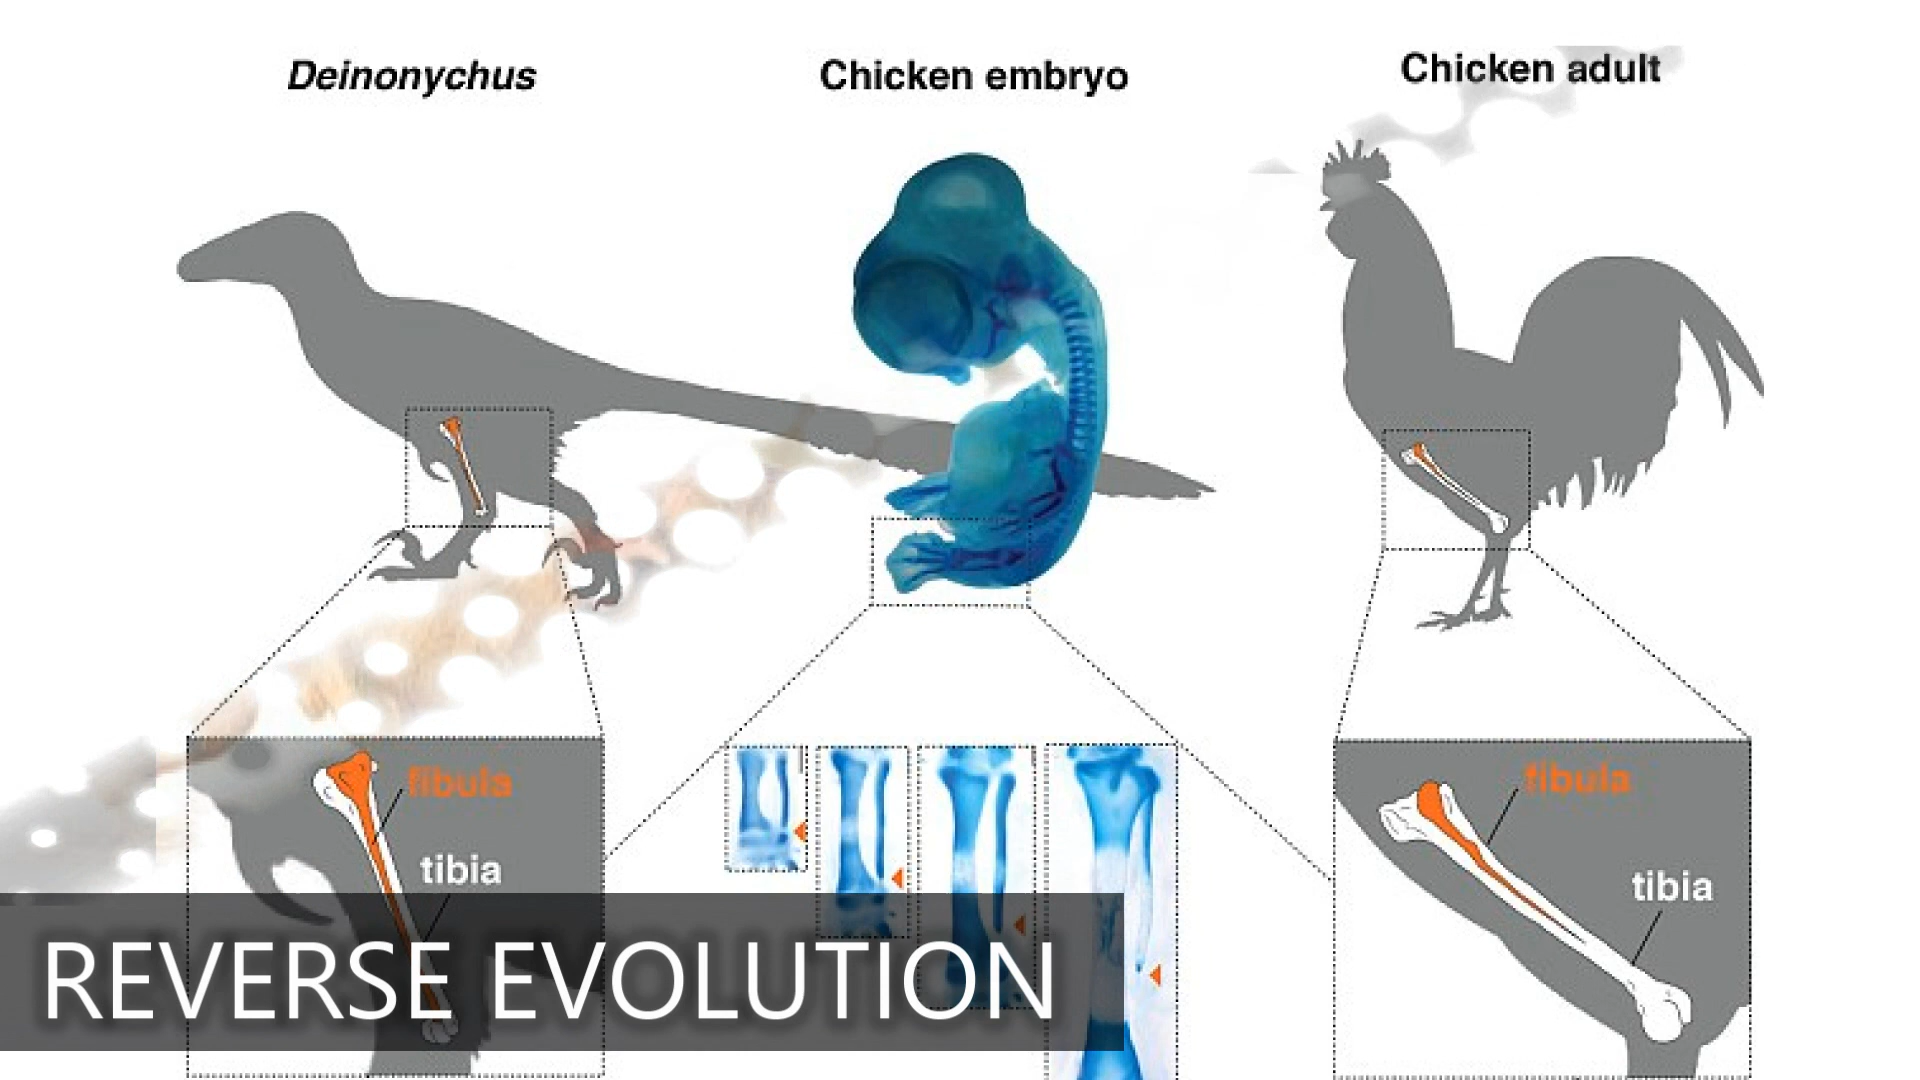 Deinonychus
Chicken embryo
Chicken adult
fibula
tibia
fibula
tibia
REVERSE EVOLUTION